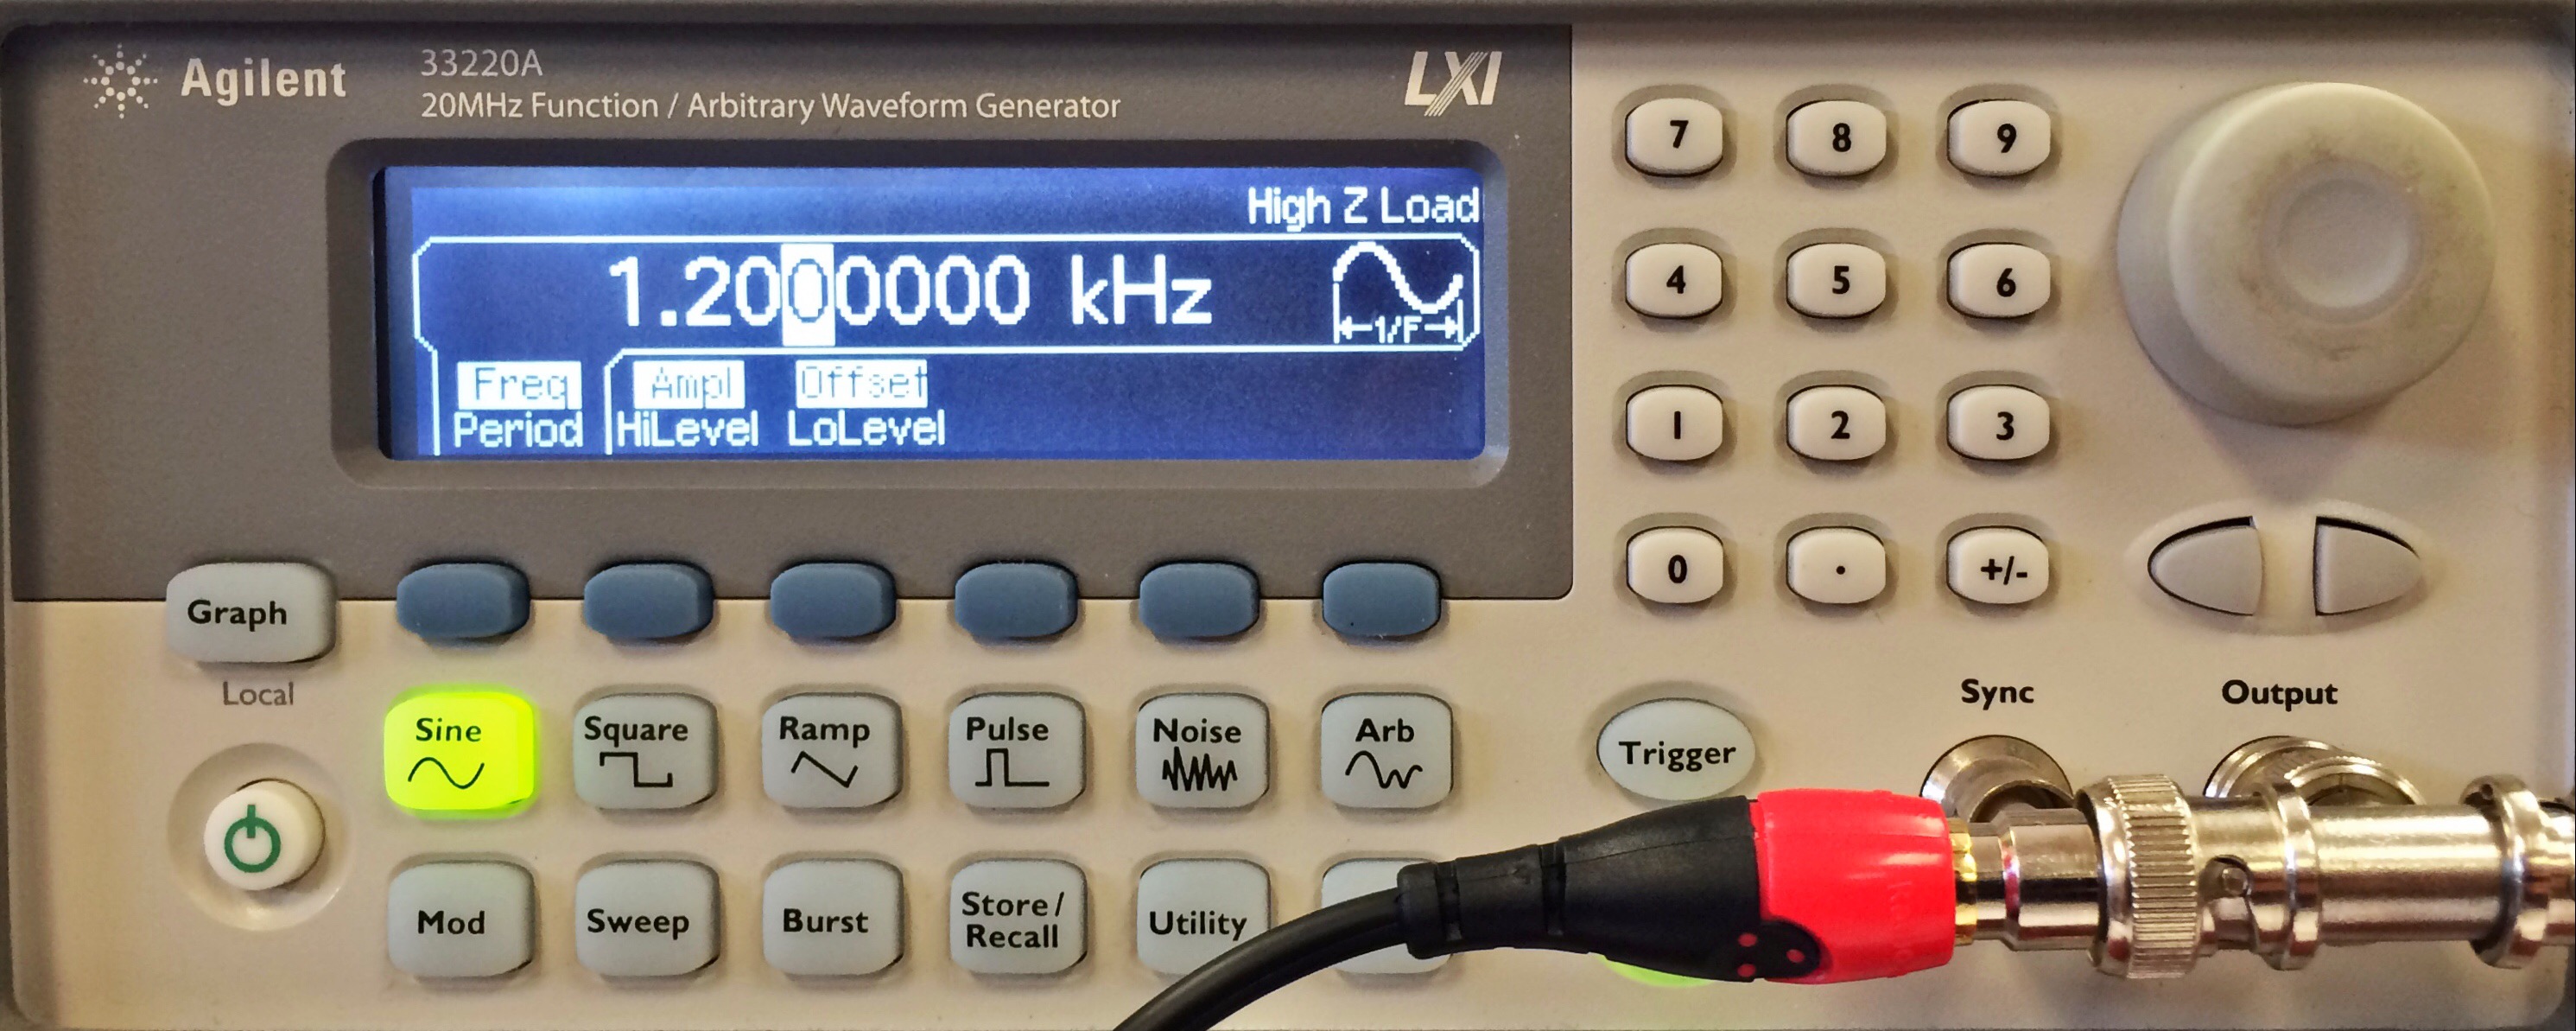 Agilent
33220A
20MHz Function / Arbitrary Waveform Generator
LXI
High Z Load
1.2000000 kHz
1/F
Freq Ampl Offset
Period HiLevel LoLevel
7 8 9
4 5 6
1 2 3
0 . +/-
Graph
Local
Sine Square Ramp Pulse Noise Arb
Trigger
Sync Output
Mod Sweep Burst Store/
Recall Utility